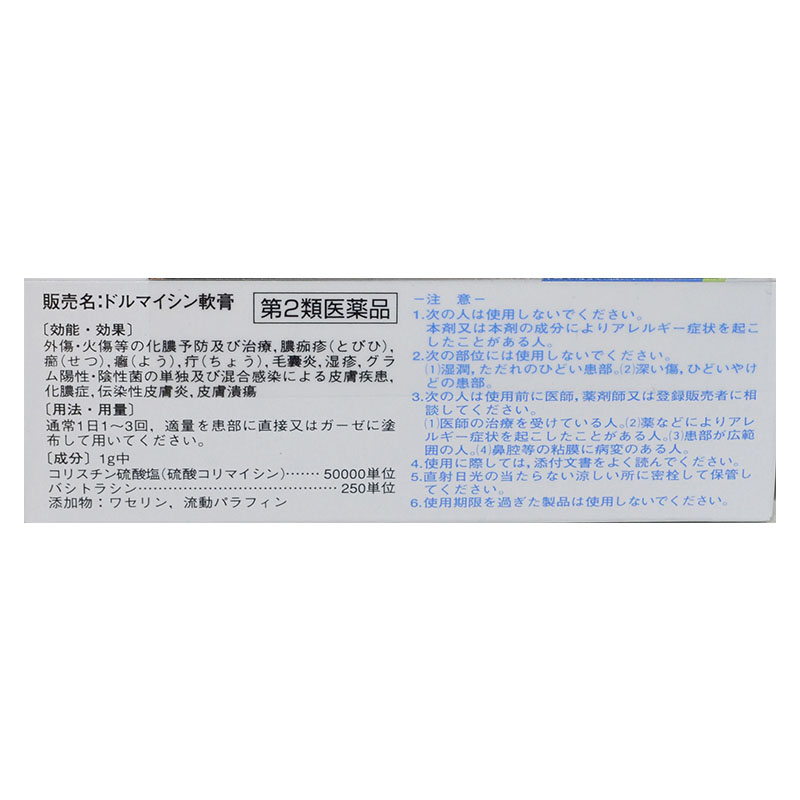 販売名:ドルマイシン軟膏
第2類医薬品
〔効能・効果〕
外傷・火傷等の化膿予防及び治療,膿痂疹(とびひ),
癤(せつ),癰(よう),疔(ちょう),毛嚢炎,湿疹,グラ
ム陽性・陰性菌の単独及び混合感染による皮膚疾患,
化膿症,伝染性皮膚炎,皮膚潰瘍
〔用法・用量〕
通常1日1〜3回,適量を患部に直接又はガーゼに塗
布して用いてください。
〔成分〕1g中
コリスチン硫酸塩(硫酸コリマイシン)……50000単位
バシトラシン……………………………………250単位
添加物:ワセリン,流動パラフィン
−注 意−
1.次の人は使用しないでください。
本剤又は本剤の成分によりアレルギー症状を起こ
したことがある人。
2.次の部位には使用しないでください。
(1)湿潤,ただれのひどい患部。(2)深い傷,ひどいやけ
どの患部。
3.次の人は使用前に医師,薬剤師又は登録販売者に相
談してください。
(1)医師の治療を受けている人。(2)薬などによりアレ
ルギー症状を起こしたことがある人。(3)患部が広範
囲の人。(4)鼻腔等の粘膜に病変のある人。
4.使用に際しては,添付文書をよく読んでください。
5.直射日光の当たらない涼しい所に密栓して保管し
てください。
6.使用期限を過ぎた製品は使用しないでください。